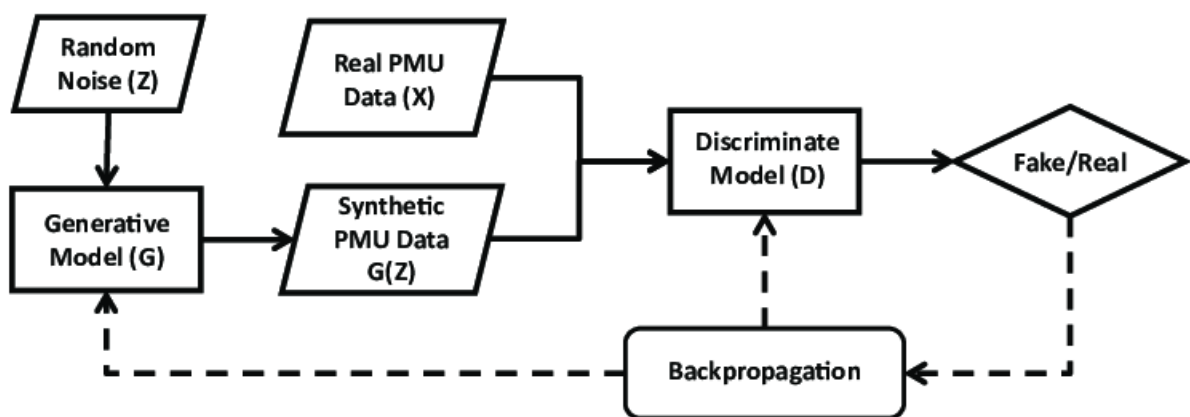 Random
Noise (Z)
Real PMU
Data (X)
Discriminate
Model (D)
Fake/Real
Generative
Model (G)
Synthetic
PMU Data
G(Z)
Backpropagation